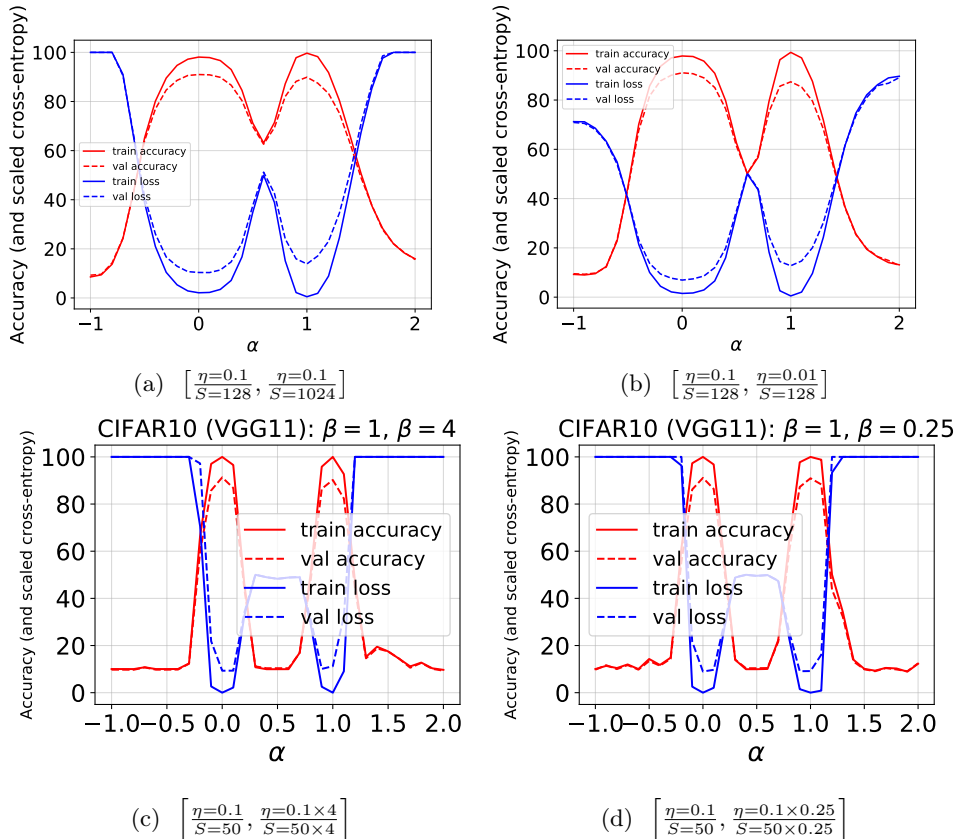 Accuracy (and scaled cross-entropy)
100
80
60
40
20
0
train accuracy
val accuracy
train loss
val loss
−1 0 1 2
α
(a) [η=0.1/S=128, η=0.1/S=1024]
Accuracy (and scaled cross-entropy)
100
80
60
40
20
0
train accuracy
val accuracy
train loss
val loss
−1 0 1 2
α
(b) [η=0.1/S=128, η=0.01/S=128]
CIFAR10 (VGG11): β = 1, β = 4
Accuracy (and scaled cross-entropy)
100
80
60
40
20
0
train accuracy
val accuracy
train loss
val loss
−1.0 −0.5 0.0 0.5 1.0 1.5 2.0
α
(c) [η=0.1/S=50, η=0.1×4/S=50×4]
CIFAR10 (VGG11): β = 1, β = 0.25
Accuracy (and scaled cross-entropy)
100
80
60
40
20
0
train accuracy
val accuracy
train loss
val loss
−1.0 −0.5 0.0 0.5 1.0 1.5 2.0
α
(d) [η=0.1/S=50, η=0.1×0.25/S=50×0.25]